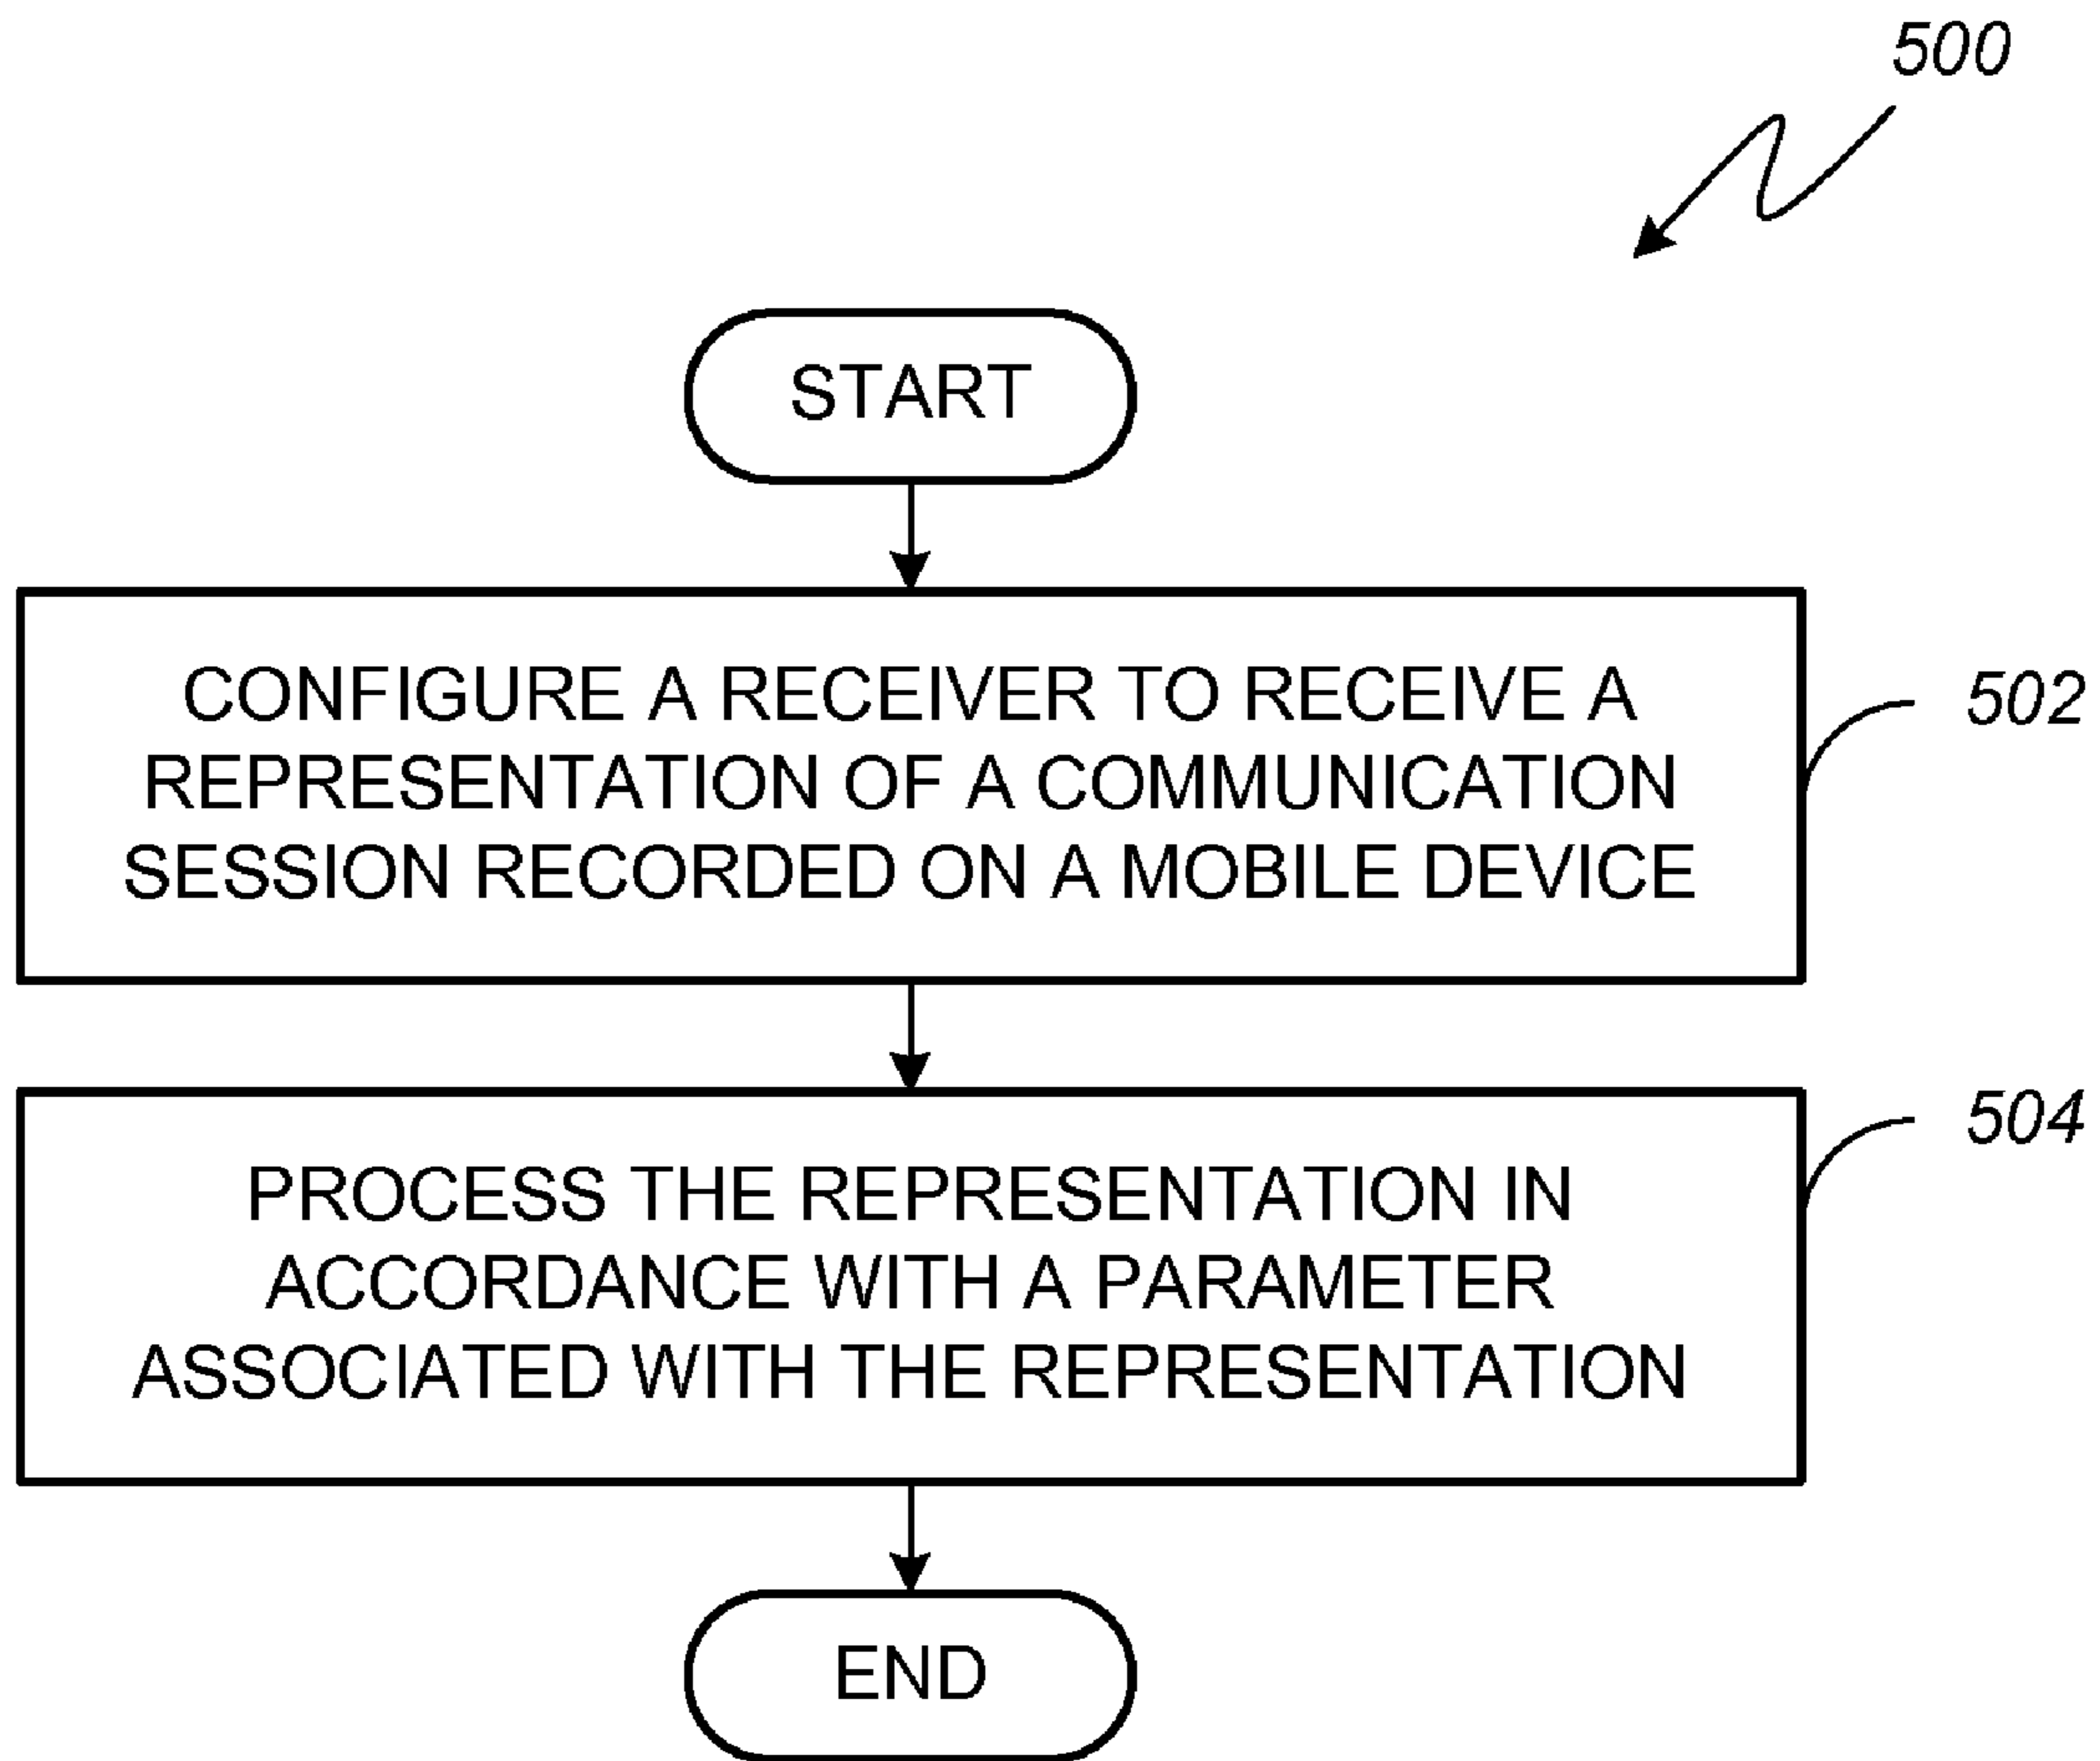 500
START
CONFIGURE A RECEIVER TO RECEIVE A
REPRESENTATION OF A COMMUNICATION
SESSION RECORDED ON A MOBILE DEVICE
502
PROCESS THE REPRESENTATION IN
ACCORDANCE WITH A PARAMETER
ASSOCIATED WITH THE REPRESENTATION
504
END